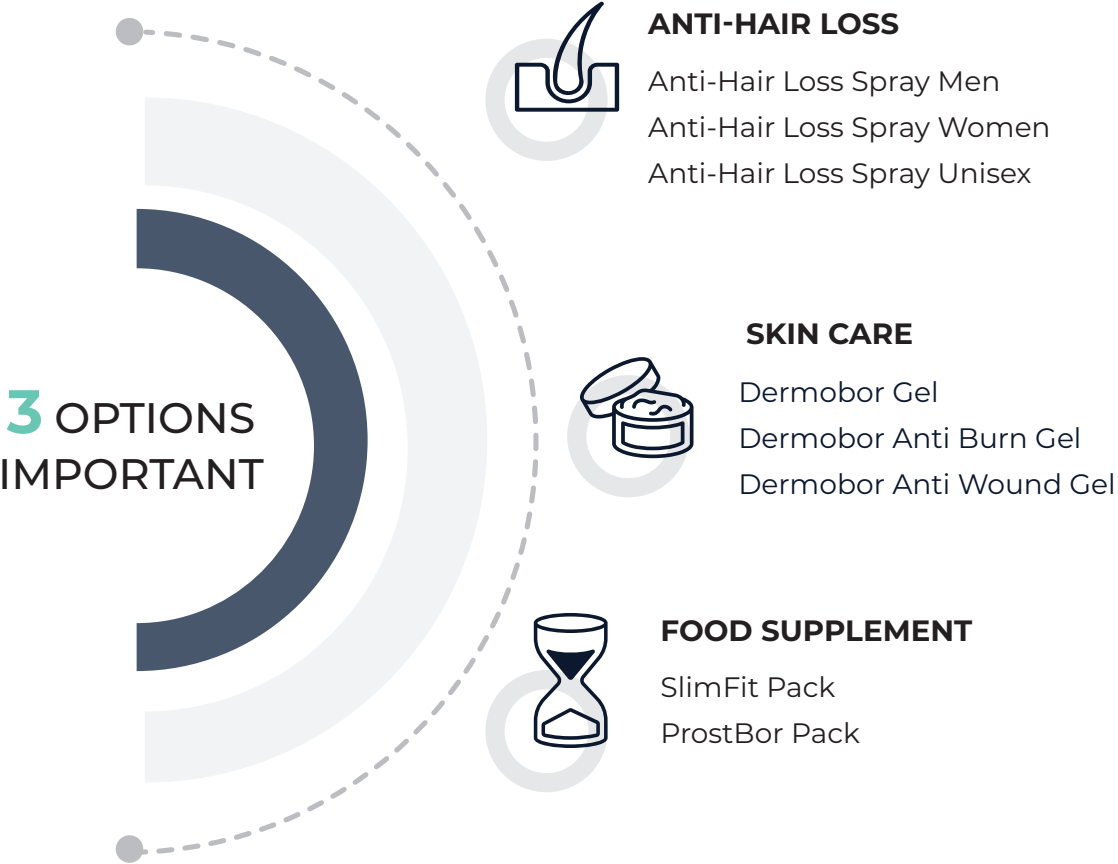 3 OPTIONS
IMPORTANT
ANTI-HAIR LOSS
Anti-Hair Loss Spray Men
Anti-Hair Loss Spray Women
Anti-Hair Loss Spray Unisex
SKIN CARE
Dermobor Gel
Dermobor Anti Burn Gel
Dermobor Anti Wound Gel
FOOD SUPPLEMENT
SlimFit Pack
ProstBor Pack